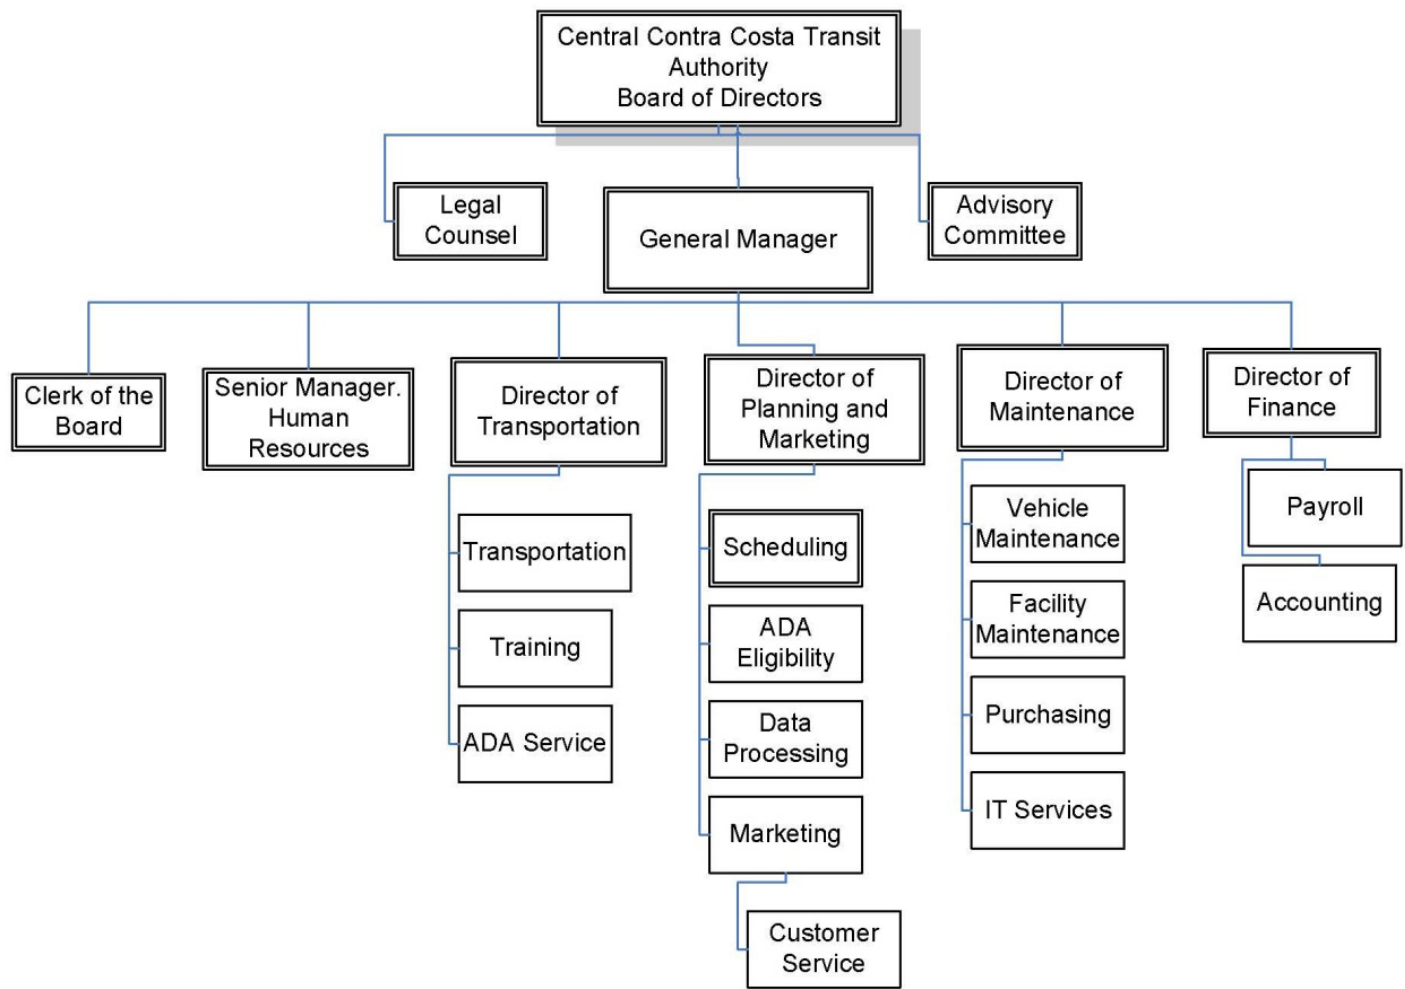 Central Contra Costa Transit
Authority
Board of Directors
Legal
Counsel
General Manager
Advisory
Committee
Clerk of the
Board
Senior Manager.
Human
Resources
Director of
Transportation
Director of
Planning and
Marketing
Director of
Maintenance
Director of
Finance
Transportation
Training
ADA Service
Scheduling
ADA
Eligibility
Data
Processing
Marketing
Customer
Service
Vehicle
Maintenance
Facility
Maintenance
Purchasing
IT Services
Payroll
Accounting